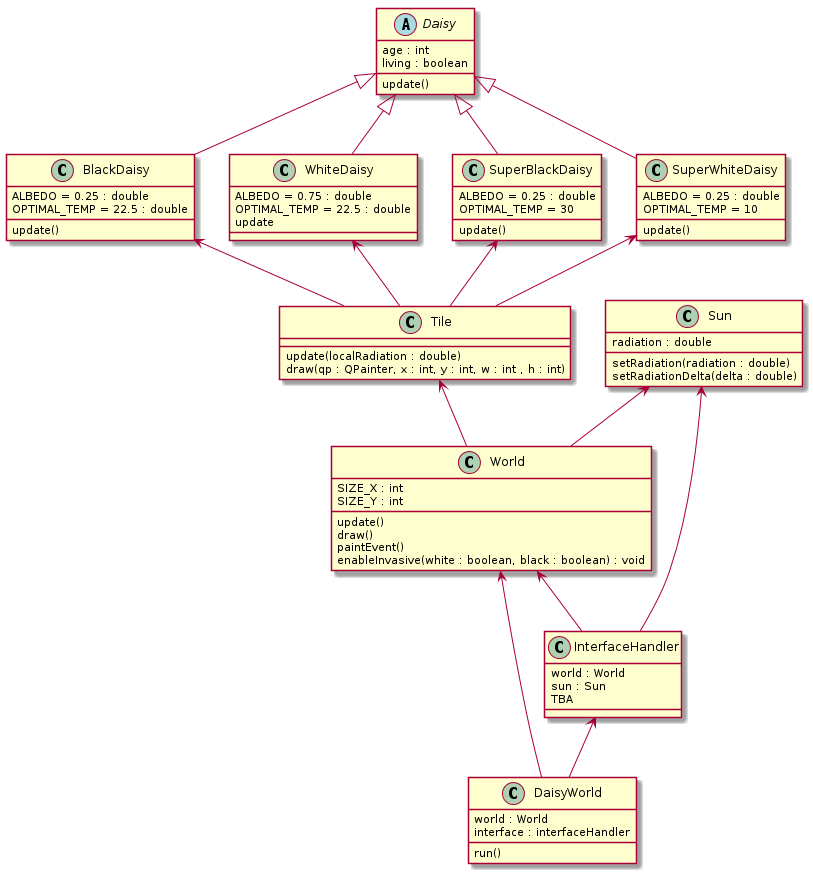 A Daisy
age : int
living : boolean
update()
C BlackDaisy
ALBEDO = 0.25 : double
OPTIMAL_TEMP = 22.5 : double
update()
C WhiteDaisy
ALBEDO = 0.75 : double
OPTIMAL_TEMP = 22.5 : double
update
C SuperBlackDaisy
ALBEDO = 0.25 : double
OPTIMAL_TEMP = 30
update()
C SuperWhiteDaisy
ALBEDO = 0.25 : double
OPTIMAL_TEMP = 10
update()
C Tile
update(localRadiation : double)
draw(qp : QPainter, x : int, y : int, w : int , h : int)
C Sun
radiation : double
setRadiation(radiation : double)
setRadiationDelta(delta : double)
C World
SIZE_X : int
SIZE_Y : int
update()
draw()
paintEvent()
enableInvasive(white : boolean, black : boolean) : void
C InterfaceHandler
world : World
sun : Sun
TBA
C DaisyWorld
world : World
interface : interfaceHandler
run()